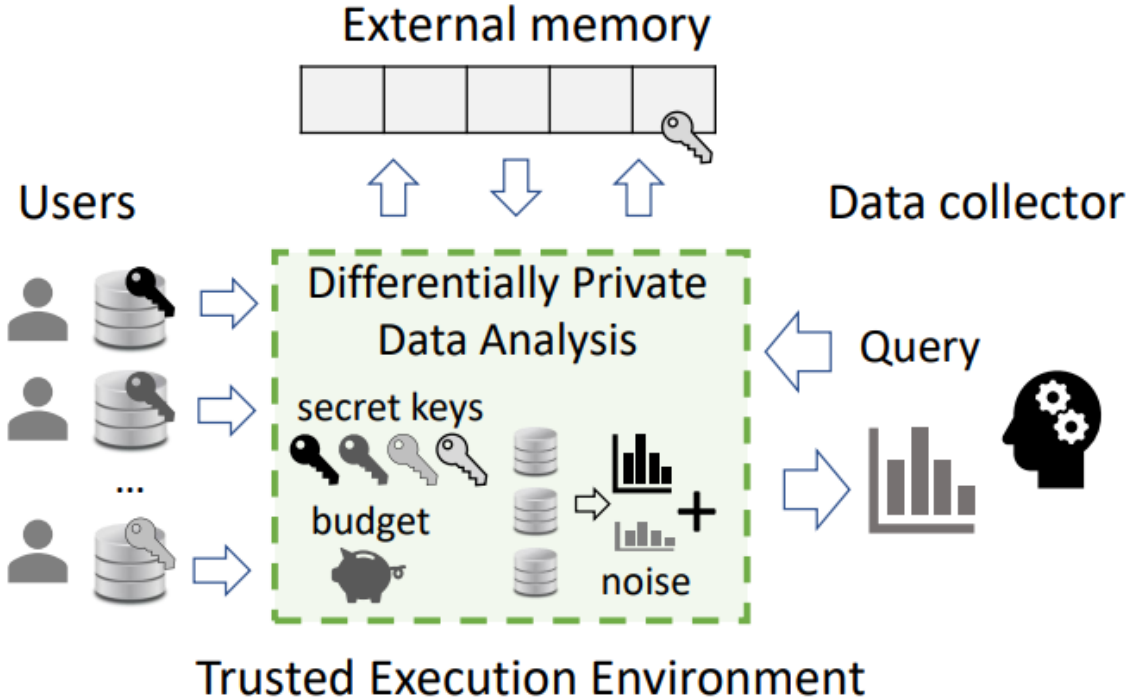 External memory
Users
Data collector
Differentially Private
Data Analysis
Query
secret keys
...
budget
noise
Trusted Execution Environment